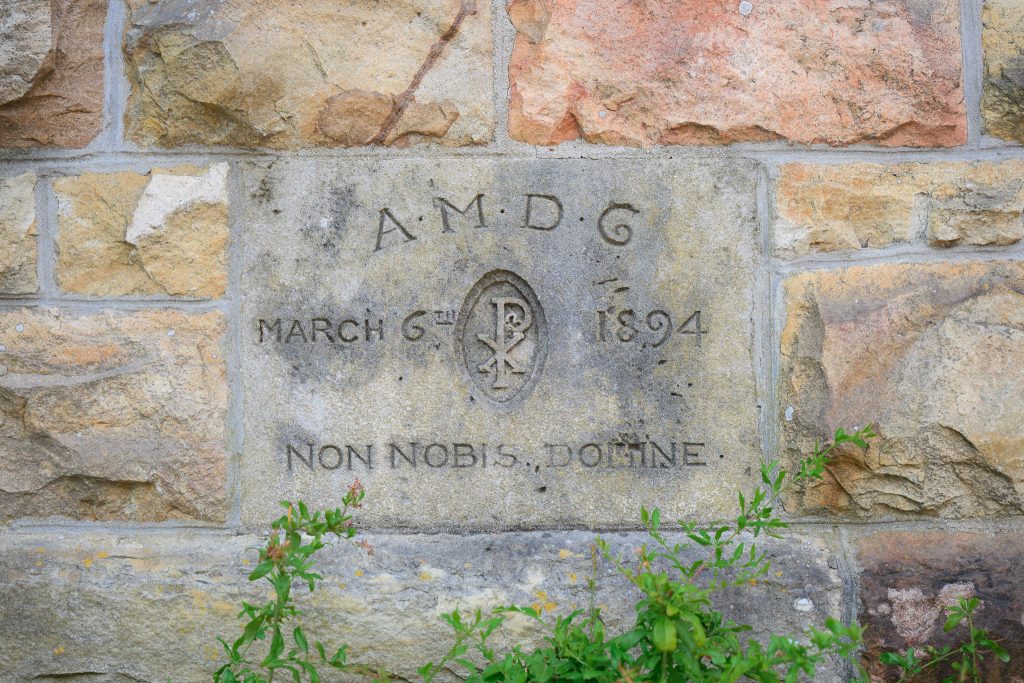 A·M·D·G
MARCH 6TH 1894
NON NOBIS DOMINE